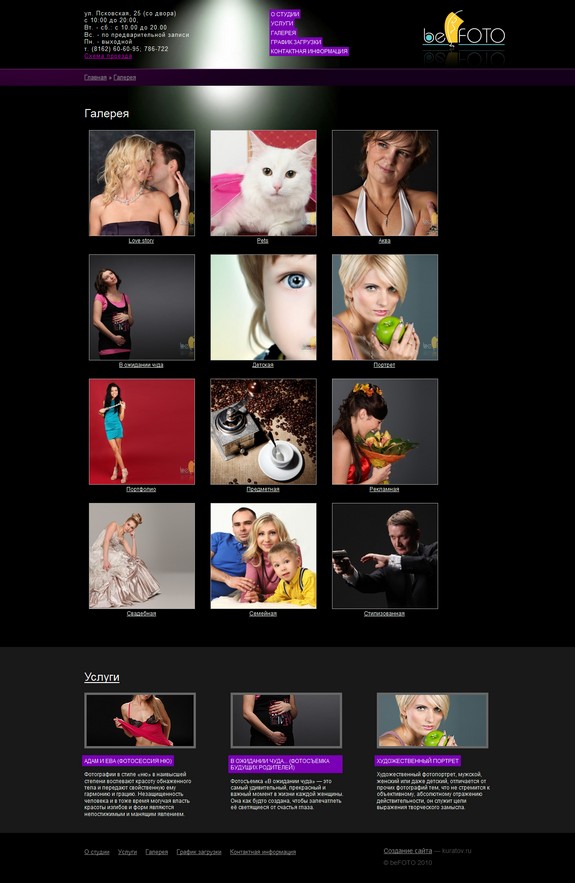 ул. Псковская, 25 (со двора)
с 10:00 до 20:00.
Вт. - сб.: с 10.00 до 20.00
Вс. - по предварительной записи
Пн. - выходной
т. (8162) 60-60-95; 786-722
Схема проезда
О СТУДИИ
УСЛУГИ
ГАЛЕРЕЯ
ГРАФИК ЗАГРУЗКИ
КОНТАКТНАЯ ИНФОРМАЦИЯ
beFOTO
Главная » Галерея
Галерея
Love story
Pets
Аква
В ожидании чуда
Детская
Портрет
Портфолио
Предметная
Рекламная
Свадебная
Семейная
Стилизованная
Услуги
АДАМ И ЕВА (ФОТОСЕССИЯ НЮ)
Фотографии в стиле «ню» в наивысшей
степени воспевают красоту обнаженного
тела и передают свойственную ему
гармонию и грацию. Незащищенность
человека и в тоже время могучая власть
красоты изгибов и форм являются
непостижимым и манящим явлением.
В ОЖИДАНИИ ЧУДА... (ФОТОСЪЕМКА
БУДУЩИХ РОДИТЕЛЕЙ)
Фотосъемка «В ожидании чуда» — это
самый удивительный, прекрасный и
важный момент в жизни каждой женщины.
Она как будто создана, чтобы запечатлеть
её светящееся от счастья глаза.
ХУДОЖЕСТВЕННЫЙ ПОРТРЕТ
Художественный фотопортрет, мужской,
женский или даже детский, отличается от
прочих фотографий тем, что не стремится к
объективному, абсолютному отражению
действительности, он служит цели
выражения творческого замысла.
О студии
Услуги
Галерея
График загрузки
Контактная информация
Создание сайта — kuratov.ru
© beFOTO 2010